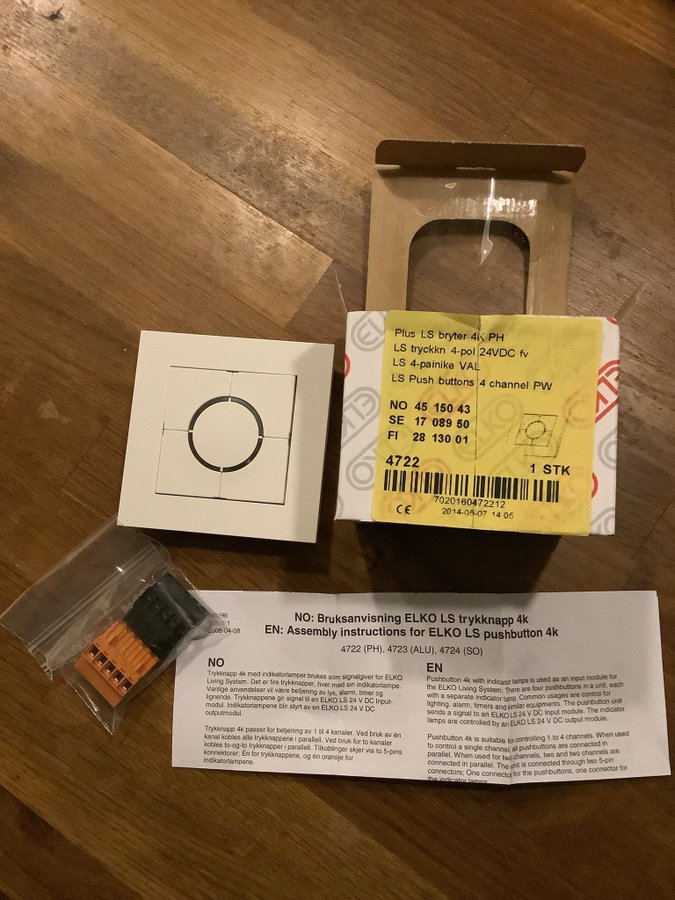 ELKO
Plus LS bryter 4K PH
LS tryckkn 4-pol 24VDC fv
LS 4-painike VAL
LS Push buttons 4 channel PW
NO 45 150 43
SE 17 089 50
FI 28 130 01
4722
1 STK
7020160472212
CE 2014-05-07 14:05
2008-04-08
NO: Bruksanvisning ELKO LS trykknapp 4k
EN: Assembly instructions for ELKO LS pushbutton 4k
4722 (PH), 4723 (ALU), 4724 (SO)
NO
Trykknapp 4k med indikatorlamper brukes som signalgiver for ELKO
Living System. Det er fire trykknapper, hver med sin indikatorlampe.
Vanlige anvendelser vil være betjening av lys, alarm, timer og
lignende. Trykknappene gir signal til en ELKO LS 24 V DC Input-
modul. Indikatorlampene blir styrt av en ELKO LS 24 V DC
outputmodul.
Trykknapp 4k passer for betjening av 1 til 4 kanaler. Ved bruk av én
kanal kobles alle trykknappene i parallell. Ved bruk for to kanaler
kobles to-og-to trykknapper i parallell. Tilkoblinger skjer via to 5-pins
konnektorer; Én for trykknappene, og én oransje for
indikatorlampene.
EN
Pushbutton 4k with indicator lamps is used as an input module for
the ELKO Living System. There are four pushbuttons in a unit, each
with a separate indicator lamp. Common usages are control for
lighting, alarm, timers and similar equipments. The pushbutton unit
sends a signal to an ELKO LS 24 V DC Input module. The indicator
lamps are controlled by an ELKO LS 24 V DC output module.
Pushbutton 4k is suitable for controlling 1 to 4 channels. When used
to control a single channel, all pushbuttons are connected in
parallel. When used for two channels, two and two channels are
connected in parallel. The unit is connected through two 5-pin
connectors; One connector for the pushbuttons, one connector for
the indicator lamps.